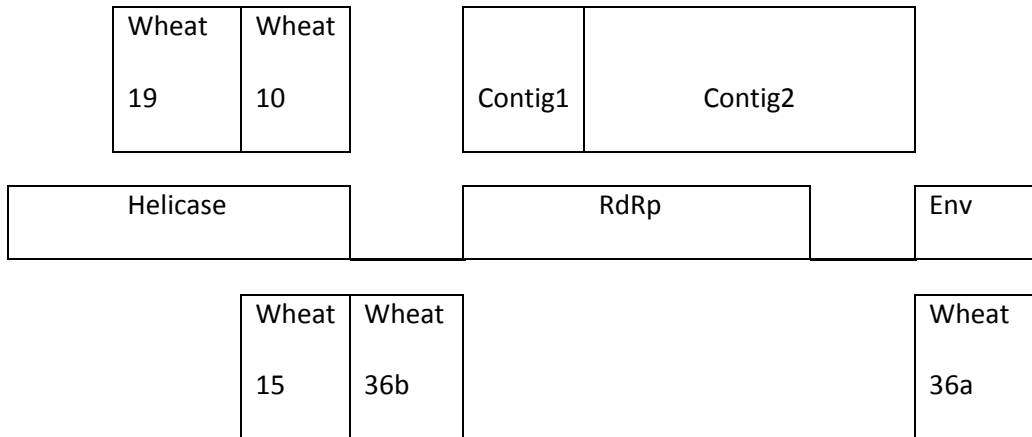 Wheat Wheat
19 10 Contig1 Contig2
Helicase RdRp Env
Wheat Wheat Wheat
15 36b 36a